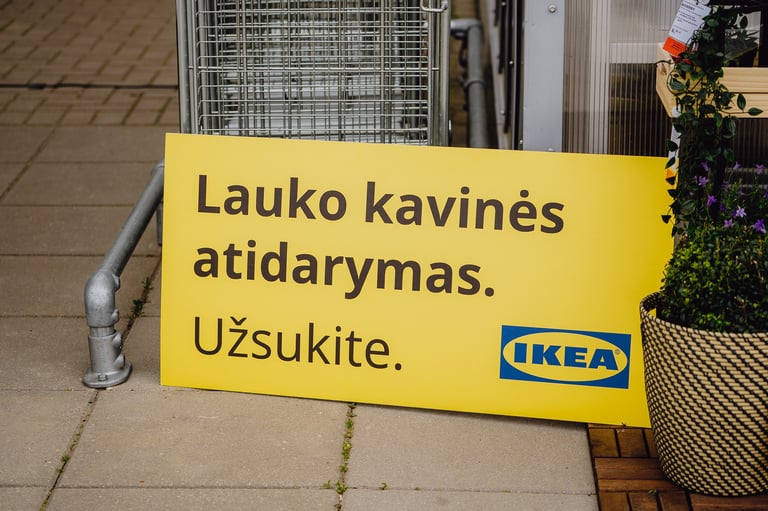 Lauko kavinės
atidarymas.
Užsukite.
IKEA